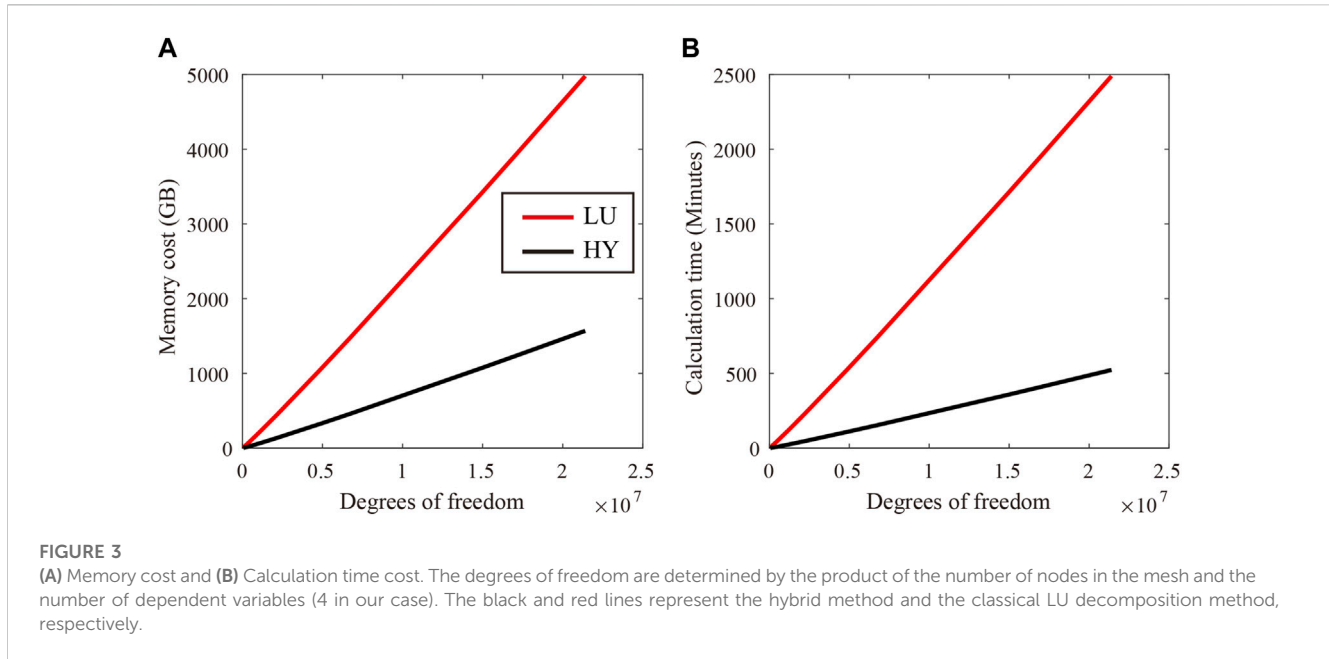 A
5000
4000
3000
2000
1000
0
Memory cost (GB)
0 0.5 1 1.5 2 2.5
Degrees of freedom ×10⁷
LU
HY
B
2500
2000
1500
1000
500
0
Calculation time (Minutes)
0 0.5 1 1.5 2 2.5
Degrees of freedom ×10⁷
FIGURE 3
(A) Memory cost and (B) Calculation time cost. The degrees of freedom are determined by the product of the number of nodes in the mesh and the
number of dependent variables (4 in our case). The black and red lines represent the hybrid method and the classical LU decomposition method,
respectively.